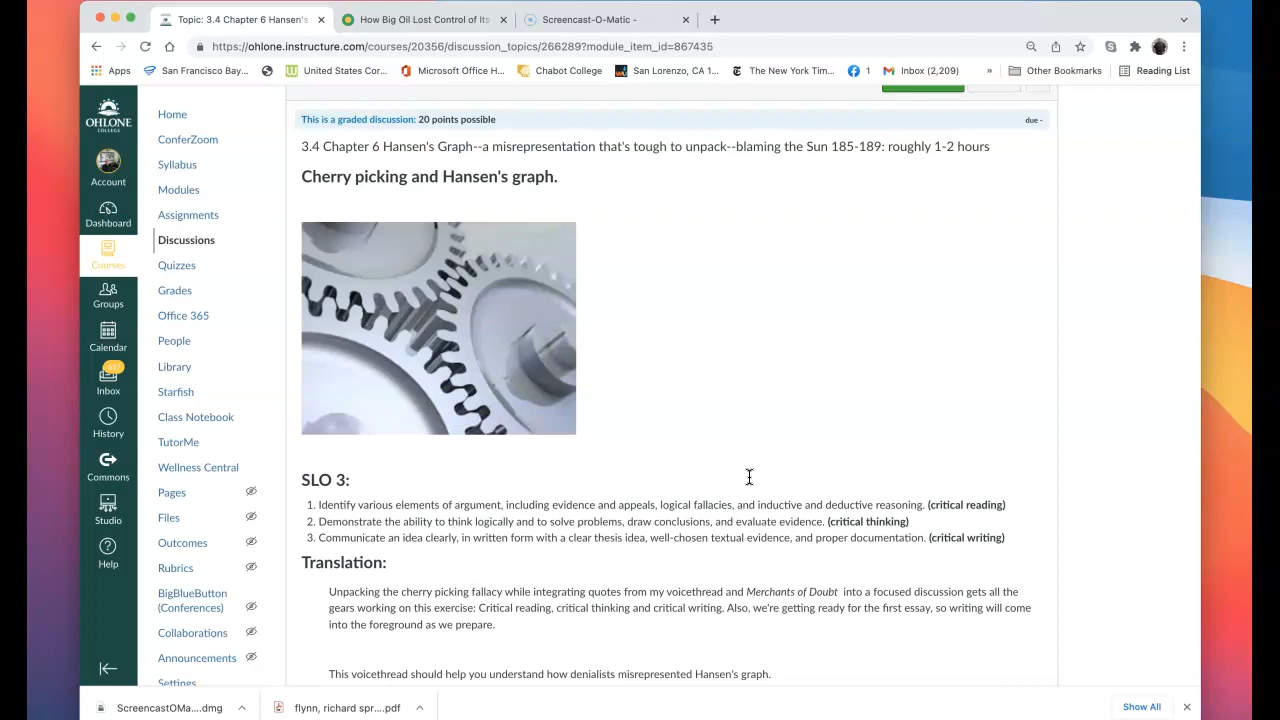 Topic: 3.4 Chapter 6 Hansen's
How Big Oil Lost Control of Its
Screencast-O-Matic -
https://ohlone.instructure.com/courses/20356/discussion_topics/266289?module_item_id=867435
Apps
San Francisco Bay...
United States Cor...
Microsoft Office H...
Chabot College
San Lorenzo, CA 1...
The New York Tim...
1
Inbox (2,209)
»
Other Bookmarks
Reading List
OHLONE
COLLEGE
Account
Dashboard
Courses
Groups
Calendar
Inbox
History
Commons
Studio
Help
Home
ConferZoom
Syllabus
Modules
Assignments
Discussions
Quizzes
Grades
Office 365
People
Library
Starfish
Class Notebook
TutorMe
Wellness Central
Pages
Files
Outcomes
Rubrics
BigBlueButton
(Conferences)
Collaborations
Announcements
Settings
This is a graded discussion: 20 points possible
due -
3.4 Chapter 6 Hansen's Graph--a misrepresentation that's tough to unpack--blaming the Sun 185-189: roughly 1-2 hours
Cherry picking and Hansen's graph.
SLO 3:
1. Identify various elements of argument, including evidence and appeals, logical fallacies, and inductive and deductive reasoning. (critical reading)
2. Demonstrate the ability to think logically and to solve problems, draw conclusions, and evaluate evidence. (critical thinking)
3. Communicate an idea clearly, in written form with a clear thesis idea, well-chosen textual evidence, and proper documentation. (critical writing)
Translation:
Unpacking the cherry picking fallacy while integrating quotes from my voicethread and Merchants of Doubt into a focused discussion gets all the
gears working on this exercise: Critical reading, critical thinking and critical writing. Also, we're getting ready for the first essay, so writing will come
into the foreground as we prepare.
This voicethread should help you understand how denialists misrepresented Hansen's graph.
ScreencastOMa....dmg
flynn, richard spr....pdf
Show All